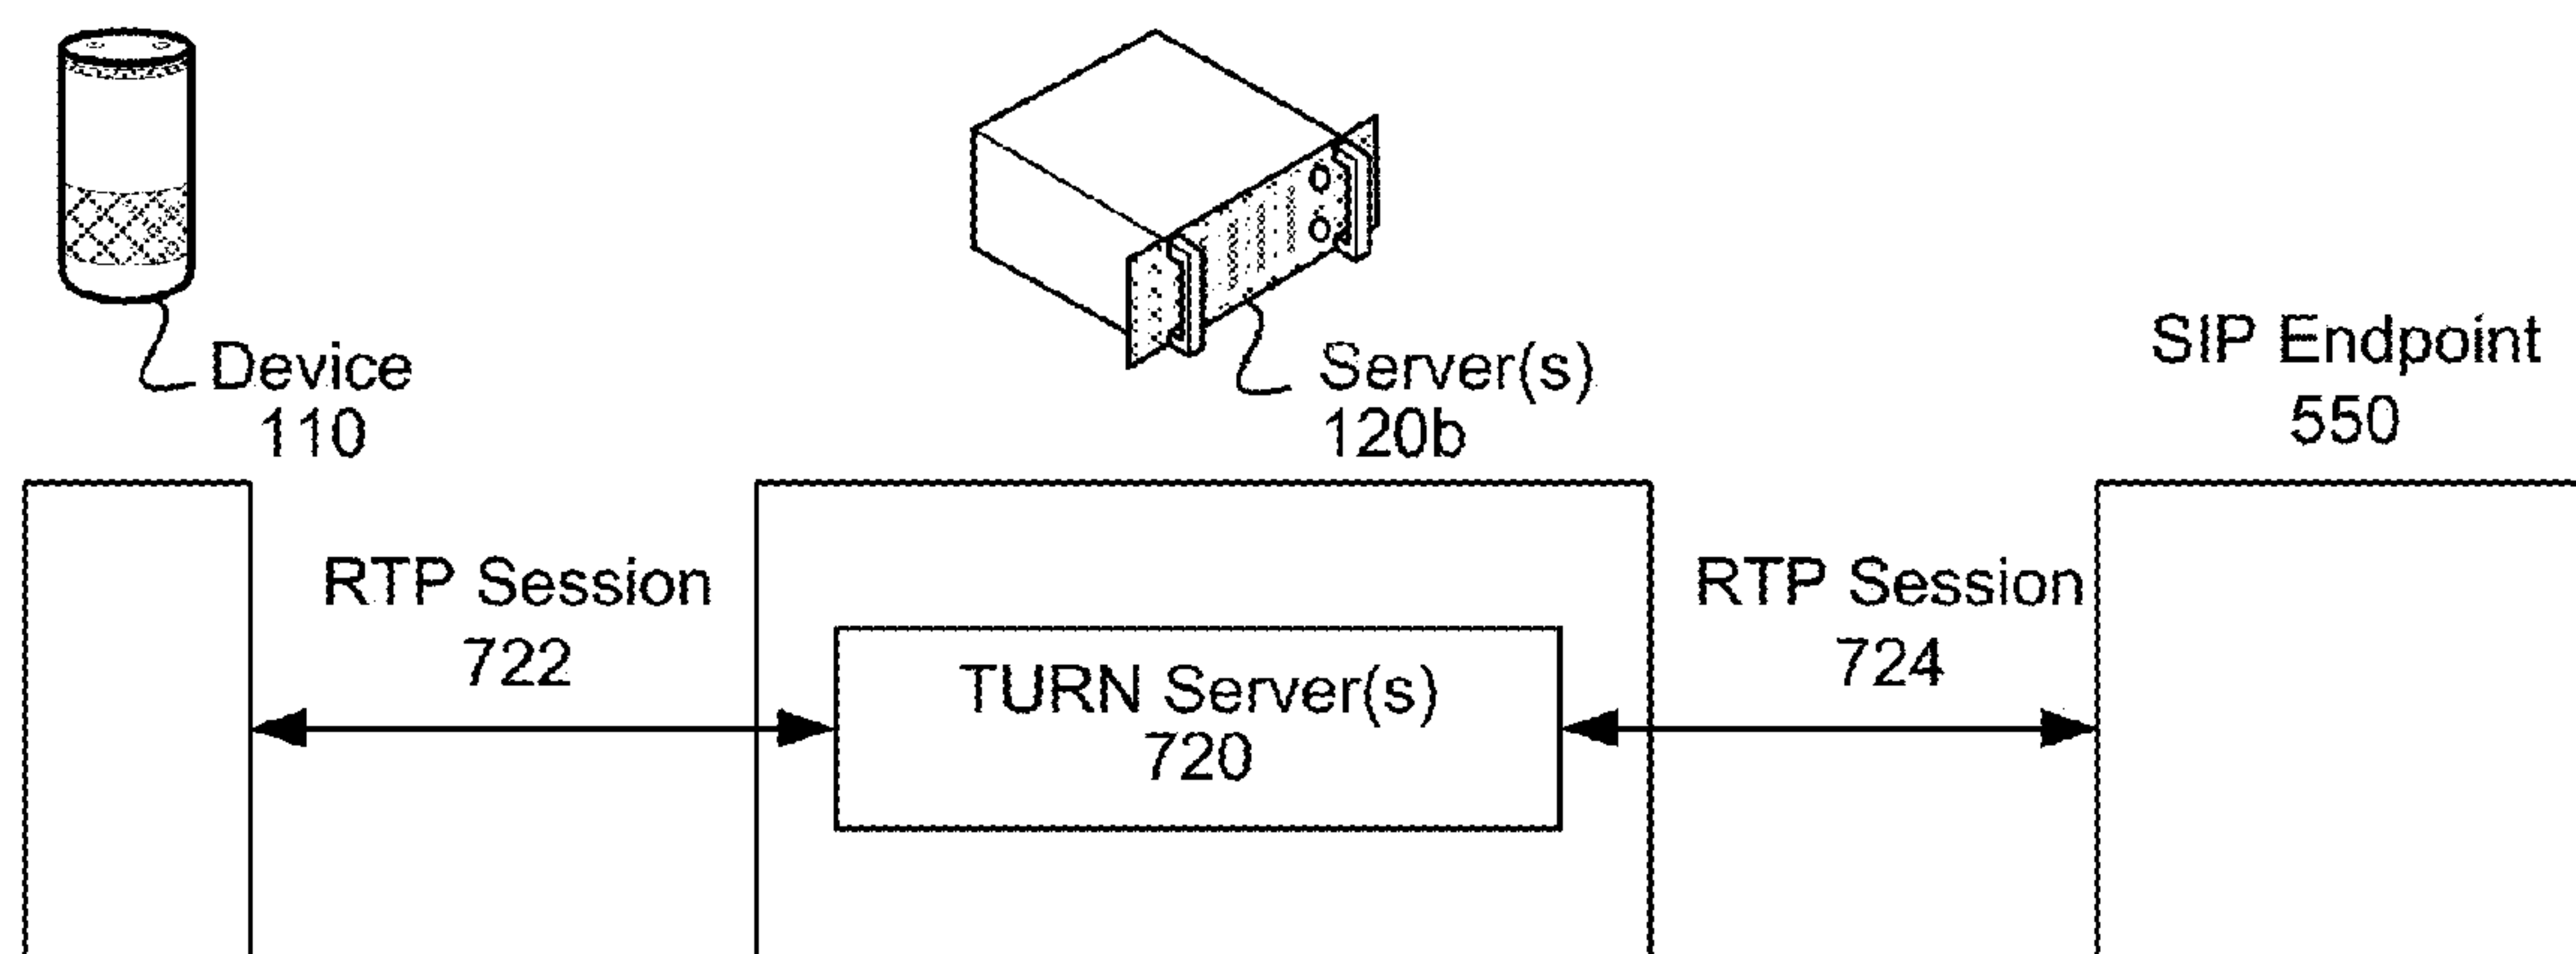 Device
110
Server(s)
120b
SIP Endpoint
550
RTP Session
722
TURN Server(s)
720
RTP Session
724